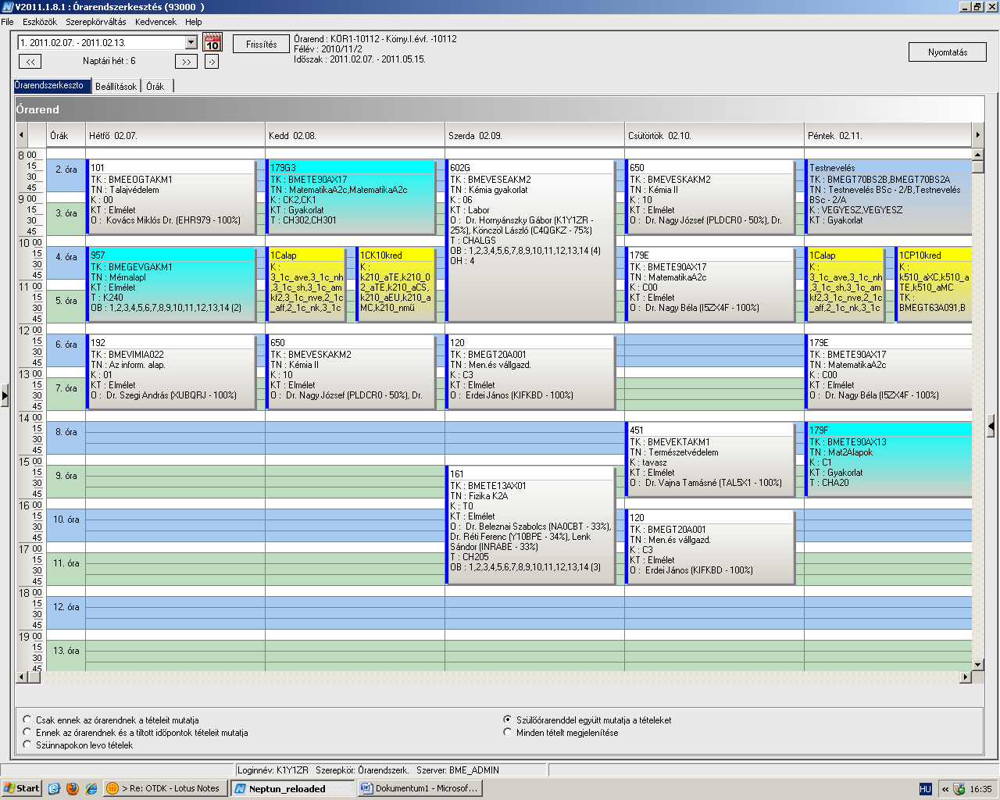 V2011.1.8.1 : Órarendszerkesztés (93000 )
File Eszközök Szerepkörváltás Kedvencek Help
1. 2011.02.07. - 2011.02.13.
10
Frissítés
Órarend : KÖR1-10112 - Körny.I.évf. -10112
Félév : 2010/11/2
Időszak : 2011.02.07. - 2011.05.15.
Nyomtatás
<< Naptári hét : 6 >> ->
Órarendszerkeszto Beállítások Órák
Órarend
Órák Hétfő 02.07. Kedd 02.08. Szerda 02.09. Csütörtök 02.10. Péntek 02.11.
8 00
15
30
45
9 00
15
30
45
10 00
15
30
45
11 00
15
30
45
12 00
15
30
45
13 00
15
30
45
14 00
15
30
45
15 00
15
30
45
16 00
15
30
45
17 00
15
30
45
18 00
15
30
45
19 00
15
30
45
2. óra
3. óra
4. óra
5. óra
6. óra
7. óra
8. óra
9. óra
10. óra
11. óra
12. óra
13. óra
101
TK : BMEEOGTAKM1
TN : Talajvédelem
K : 00
KT : Elmélet
O : Kovács Miklós Dr. (EHR979 - 100%)
957
TK : BMEGEVGAKM1
TN : Mérnalapl
KT : Elmélet
T : K240
OB : 1,2,3,4,5,6,7,8,9,10,11,12,13,14 (2)
192
TK : BMEVIMIA022
TN : Az inform. alap.
K : 01
KT : Elmélet
O : Dr. Szegi András (XUBQRJ - 100%)
179G3
TK : BMETE90AX17
TN : MatematikaA2c,MatematikaA2c
K : CK2,CK1
KT : Gyakorlat
T : CH302,CH301
1Calap
K :
3_1c_ave,3_1c_nh
,3_1c_sh,3_1c_am
kf2,3_1c_nve,2_1c
_aff,2_1c_nk,3_1c
1CK10kred
K :
k210_aTE,k210_0
2_aTE,k210_aCS,
k210_aEU,k210_a
MC,k210_nmű
650
TK : BMEVESKAKM2
TN : Kémia II
K : 10
KT : Elmélet
O : Dr. Nagy József (PLDCR0 - 50%), Dr.
602G
TK : BMEVESEAKM2
TN : Kémia gyakorlat
K : 06
KT : Labor
O : Dr. Hornyánszky Gábor (K1Y1ZR -
25%), Könczöl László (C4QGKZ - 75%)
T : CHALGS
OB : 1,2,3,4,5,6,7,8,9,10,11,12,13,14 (4)
OH : 4
120
TK : BMEGT20A001
TN : Men.és vállgazd.
K : C3
KT : Elmélet
O : Erdei János (KIFKBD - 100%)
161
TK : BMETE13AX01
TN : Fizika K2A
K : T0
KT : Elmélet
O : Dr. Beleznai Szabolcs (NA0CBT - 33%),
Dr. Réti Ferenc (Y10BPE - 34%), Lenk
Sándor (INRABE - 33%)
T : CH205
OB : 1,2,3,4,5,6,7,8,9,10,11,12,13,14 (3)
650
TK : BMEVESKAKM2
TN : Kémia II
K : 10
KT : Elmélet
O : Dr. Nagy József (PLDCR0 - 50%), Dr.
179E
TK : BMETE90AX17
TN : MatematikaA2c
K : C00
KT : Elmélet
O : Dr. Nagy Béla (I5ZX4F - 100%)
451
TK : BMEVEKTAKM1
TN : Természetvédelem
K : tavasz
KT : Elmélet
O : Dr. Vajna Tamásné (TAL5X1 - 100%)
120
TK : BMEGT20A001
TN : Men.és vállgazd.
K : C3
KT : Elmélet
O : Erdei János (KIFKBD - 100%)
Testnevelés
TK : BMEGT70BS2B,BMEGT70BS2A
TN : Testnevelés BSc - 2/B,Testnevelés
BSc - 2/A
K : VEGYESZ,VEGYESZ
KT : Gyakorlat
1Calap
K :
3_1c_ave,3_1c_nh
,3_1c_sh,3_1c_am
kf2,3_1c_nve,2_1c
_aff,2_1c_nk,3_1c
1CP10kred
K :
k510_aXC,k510_a
TE,k510_aMC
TK :
BMEGT63A091,B
179E
TK : BMETE90AX17
TN : MatematikaA2c
K : C00
KT : Elmélet
O : Dr. Nagy Béla (I5ZX4F - 100%)
179F
TK : BMETE90AX13
TN : Mat2Alapok
K : C1
KT : Gyakorlat
T : CHA20
Csak ennek az órarendnek a tételeit mutatja
Ennek az órarendnek és a tiltott időpontok tételeit mutatja
Szünnapokon levo tételek
Szülőórarenddel együtt mutatja a tételeket
Minden tételt megjelenítése
Loginnév: K1Y1ZR Szerepkör: Órarendszerk. Szerver: BME_ADMIN
Start > Re: OTDK - Lotus Notes Neptun_reloaded Dokumentum1 - Microsof... HU « 16:35